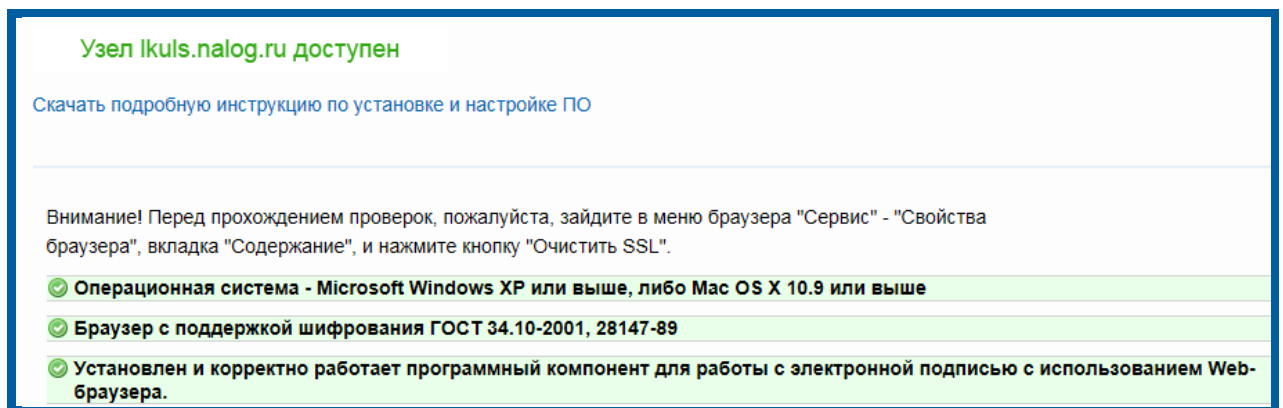 Узел lkuls.nalog.ru доступен
Скачать подробную инструкцию по установке и настройке ПО
Внимание! Перед прохождением проверок, пожалуйста, зайдите в меню браузера "Сервис" - "Свойства
браузера", вкладка "Содержание", и нажмите кнопку "Очистить SSL".
Операционная система - Microsoft Windows XP или выше, либо Mac OS X 10.9 или выше
Браузер с поддержкой шифрования ГОСТ 34.10-2001, 28147-89
Установлен и корректно работает программный компонент для работы с электронной подписью с использованием Web-
браузера.